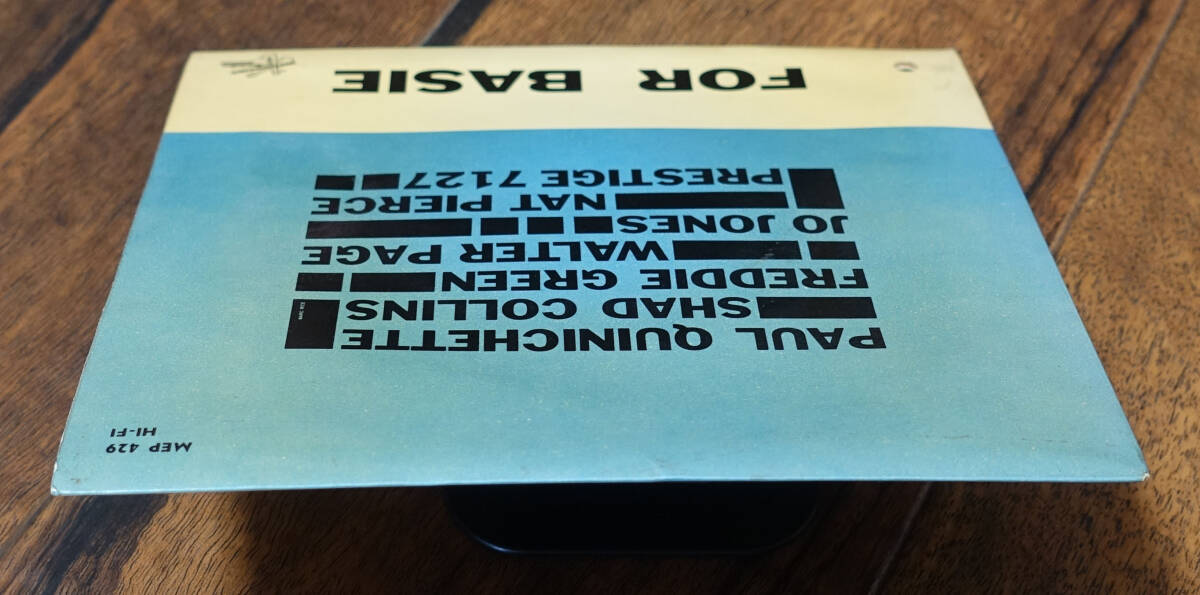 MEP 429
HI-FI
PAUL QUINICHETTE
SHAD COLLINS
FREDDIE GREEN
WALTER PAGE
JO JONES
NAT PIERCE
PRESTIGE 7127
FOR BASIE